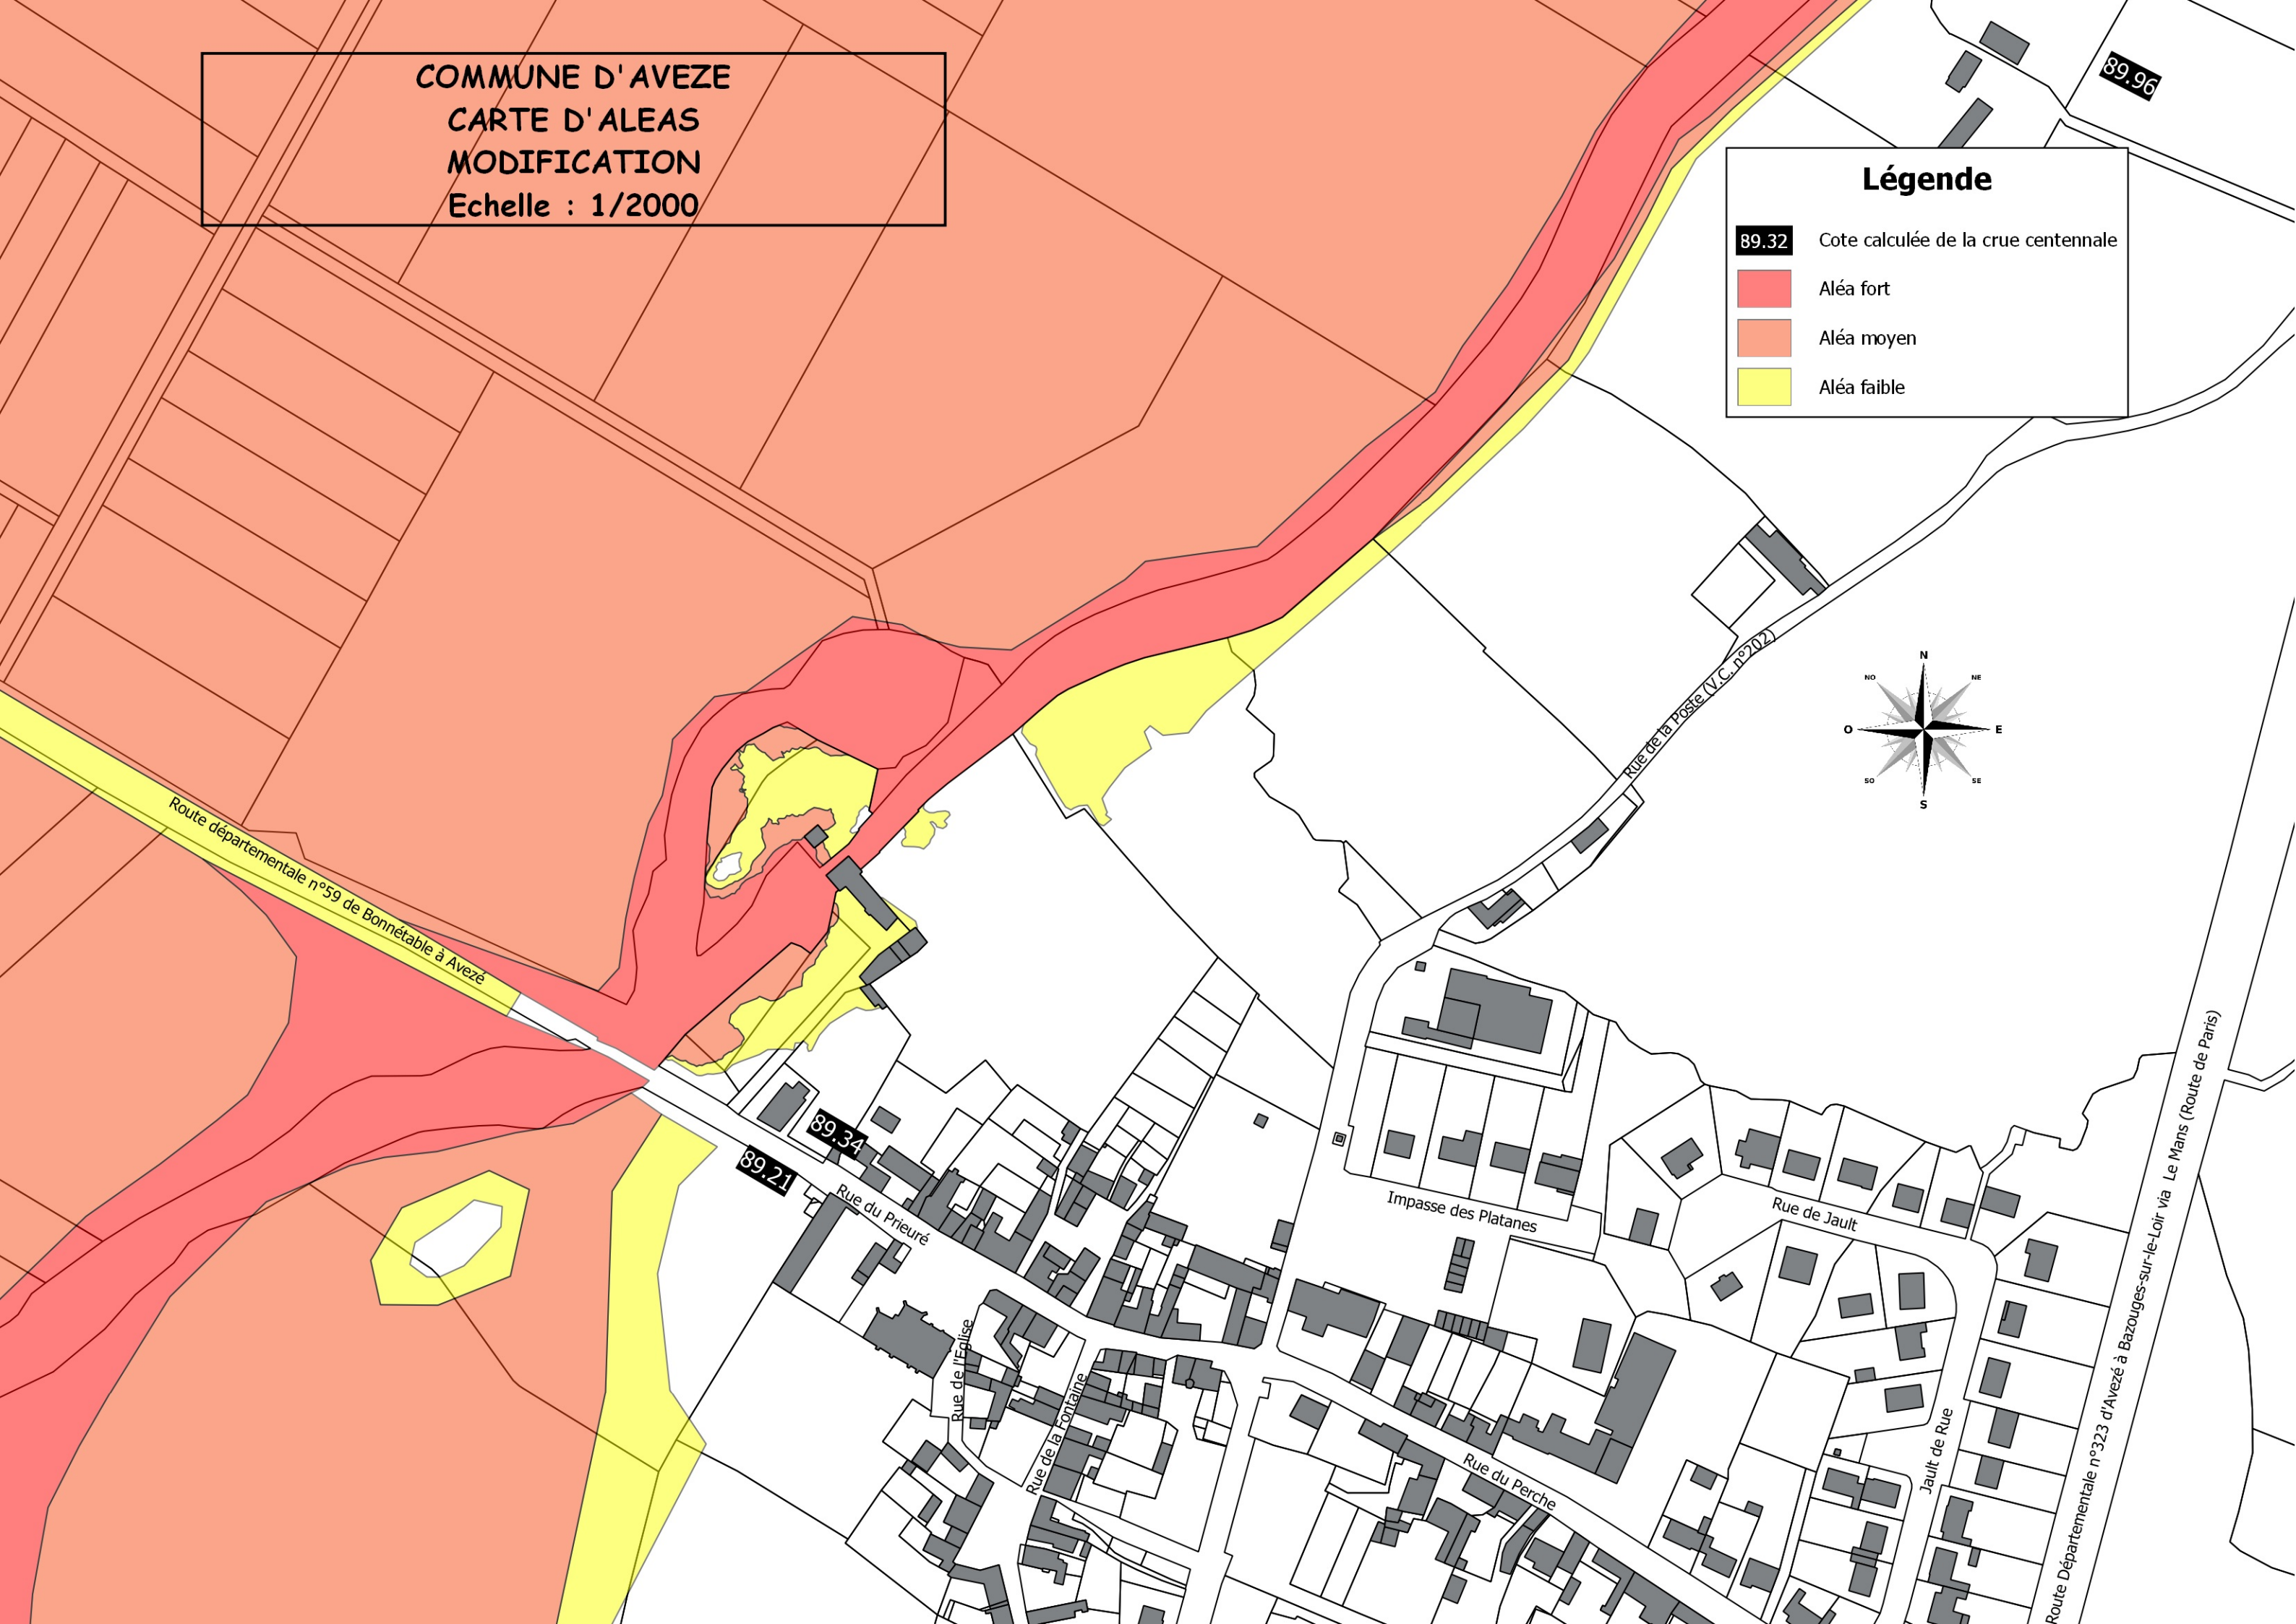 COMMUNE D'AVEZE
CARTE D'ALEAS
MODIFICATION
Echelle : 1/2000
89.96
Légende
89.32 Cote calculée de la crue centennale
Aléa fort
Aléa moyen
Aléa faible
N
NO
NE
O
E
SO
SE
S
Rue de la Poste (V.C. n°202)
Route départementale n°59 de Bonnétable à Avezé
89.34
89.21
Rue du Prieuré
Impasse des Platanes
Rue de Jault
Rue de l'Eglise
Rue de la Fontaine
Rue du Perche
Jault de Rue
Route Départementale n°323 d'Avezé à Bazouges-sur-le-Loir via Le Mans (Route de Paris)